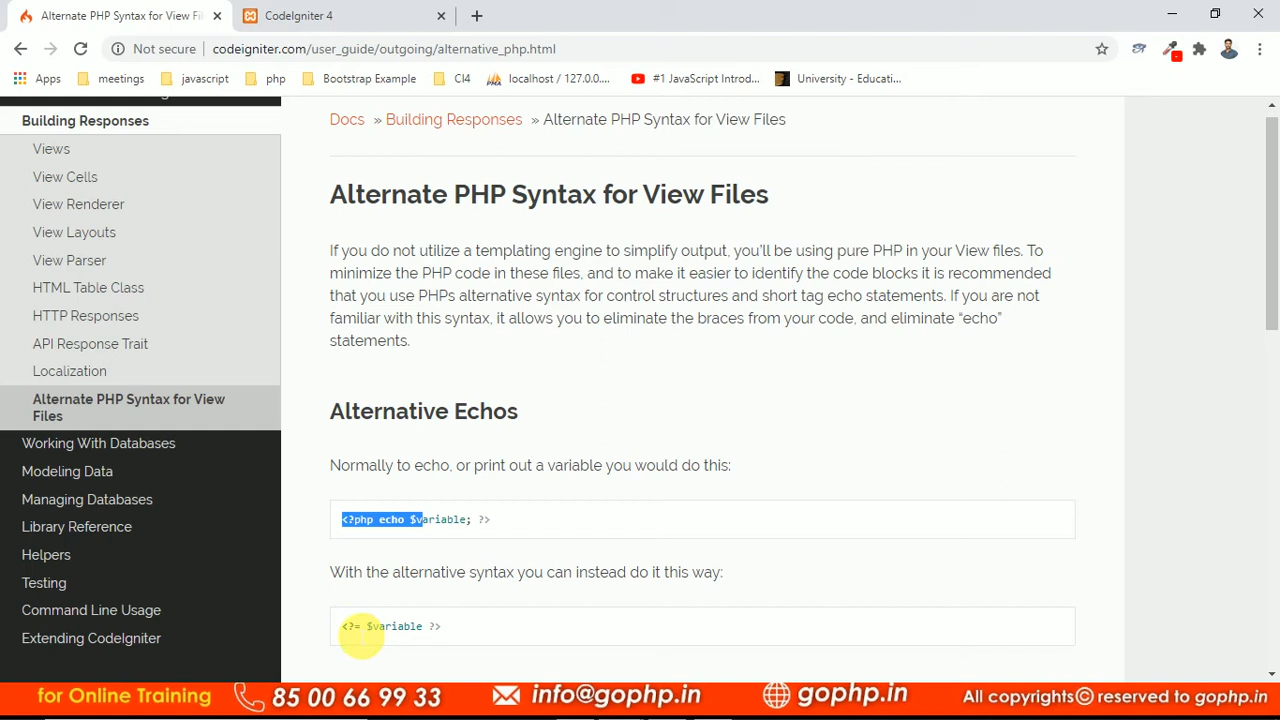 Alternate PHP Syntax for View Fil
CodeIgniter 4
Not secure
codeigniter.com/user_guide/outgoing/alternative_php.html
Apps
meetings
javascript
php
Bootstrap Example
CI4
localhost / 127.0.0....
#1 JavaScript Introd...
University - Educati...
Building Responses
Views
View Cells
View Renderer
View Layouts
View Parser
HTML Table Class
HTTP Responses
API Response Trait
Localization
Alternate PHP Syntax for View
Files
Working With Databases
Modeling Data
Managing Databases
Library Reference
Helpers
Testing
Command Line Usage
Extending CodeIgniter
Docs » Building Responses » Alternate PHP Syntax for View Files
Alternate PHP Syntax for View Files
If you do not utilize a templating engine to simplify output, you’ll be using pure PHP in your View files. To
minimize the PHP code in these files, and to make it easier to identify the code blocks it is recommended
that you use PHPs alternative syntax for control structures and short tag echo statements. If you are not
familiar with this syntax, it allows you to eliminate the braces from your code, and eliminate “echo”
statements.
Alternative Echos
Normally to echo, or print out a variable you would do this:
<?php echo $variable; ?>
With the alternative syntax you can instead do it this way:
<?= $variable ?>
for Online Training 85 00 66 99 33 info@gophp.in gophp.in All copyrights© reserved to gophp.in